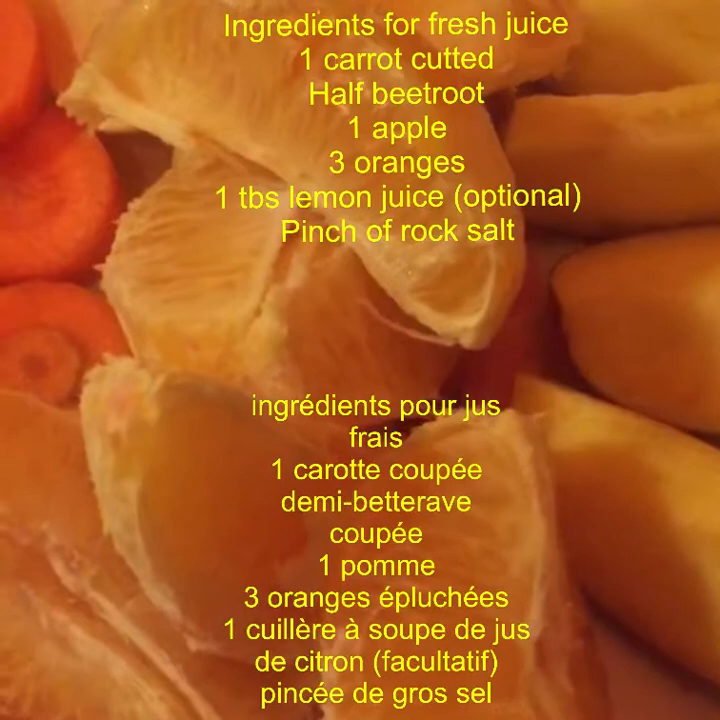 Ingredients for fresh juice
1 carrot cutted
Half beetroot
1 apple
3 oranges
1 tbs lemon juice (optional)
Pinch of rock salt
ingrédients pour jus
frais
1 carotte coupée
demi-betterave
coupée
1 pomme
3 oranges épluchées
1 cuillère à soupe de jus
de citron (facultatif)
pincée de gros sel